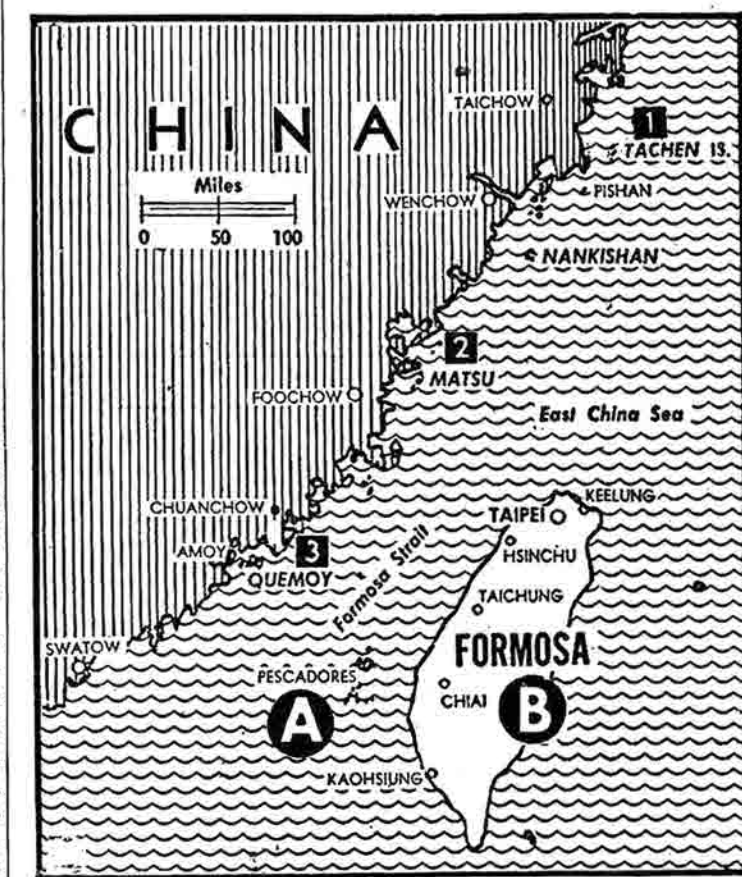 CHINA
TAICHOW
1
TACHEN IS.
Miles
0 50 100
WENCHOW
PISHAN
NANKISHAN
2
MATSU
FOOCHOW
East China Sea
CHUANCHOW
TAIPEI
KEELUNG
AMOY
3
QUEMOY
HSINCHU
Formosa Strait
TAICHUNG
SWATOW
FORMOSA
PESCADORES
CHIAI
A
B
KAOHSIUNG